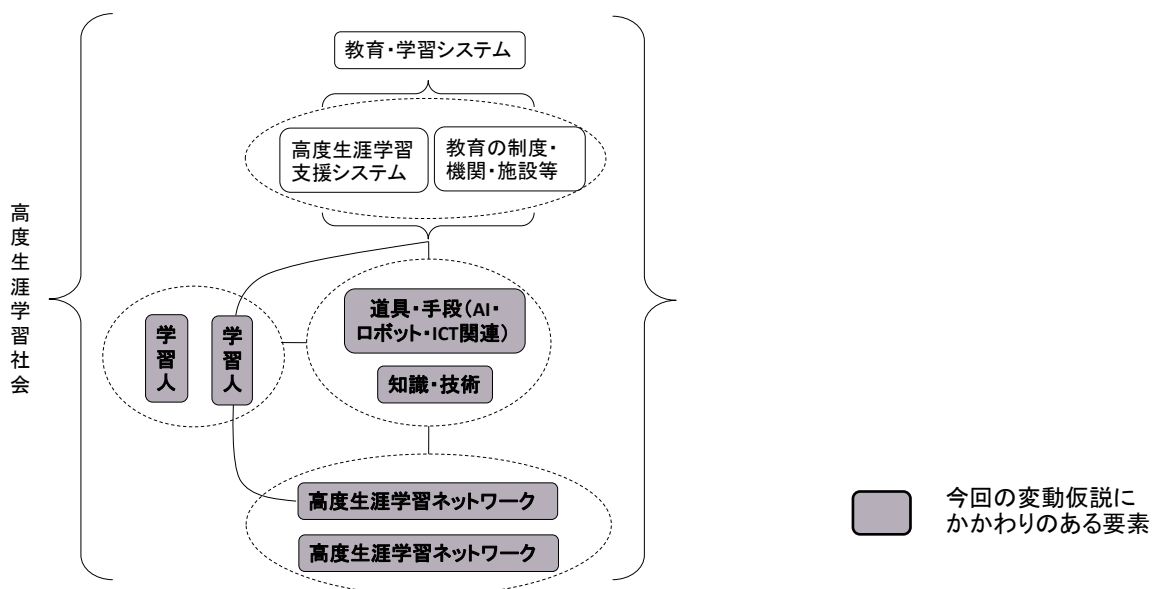 教育・学習システム
高度生涯学習
支援システム
教育の制度・
機関・施設等
高度生涯学習社会
道具・手段(AI・
ロボット・ICT関連)
学習人
学習人
知識・技術
高度生涯学習ネットワーク
高度生涯学習ネットワーク
今回の変動仮説に
かかわりのある要素